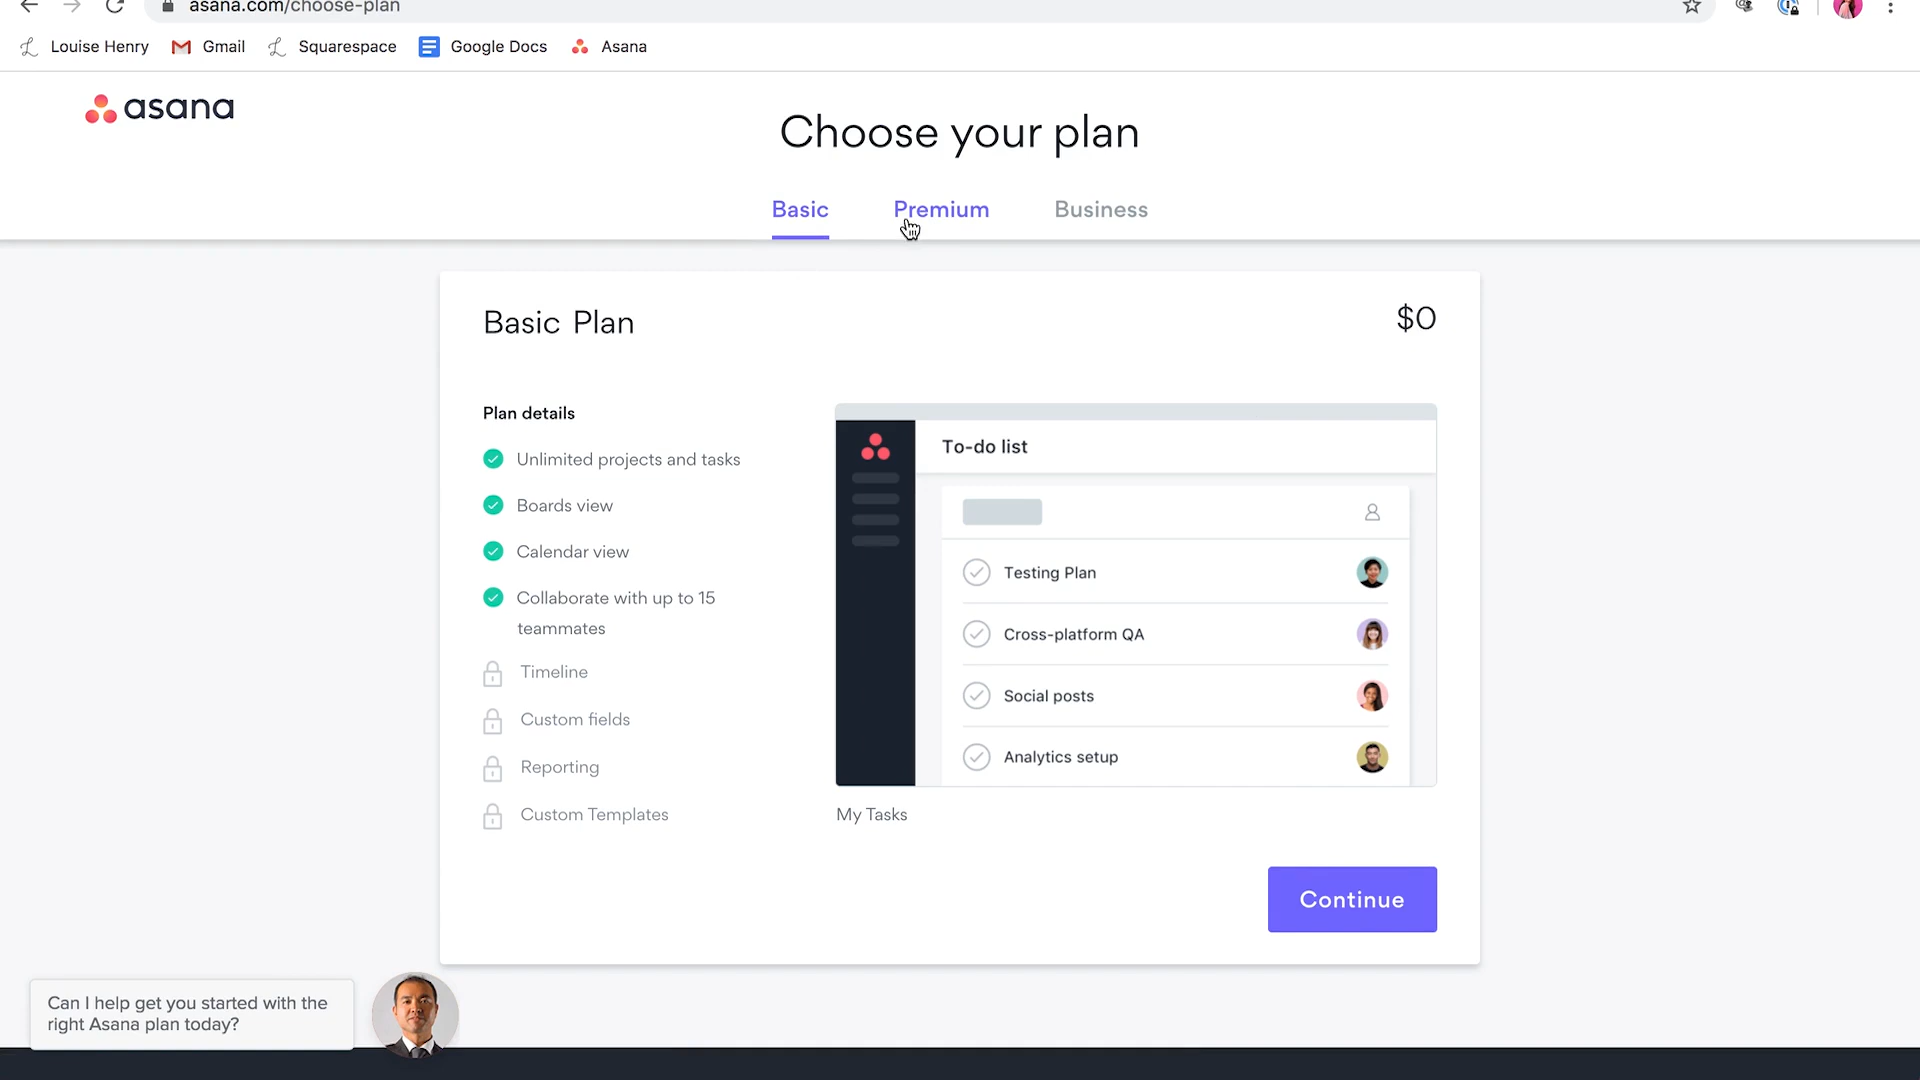 asana.com/choose-plan
Louise Henry
Gmail
Squarespace
Google Docs
Asana
asana
Choose your plan
Basic
Premium
Business
Basic Plan
$0
Plan details
Unlimited projects and tasks
Boards view
Calendar view
Collaborate with up to 15
teammates
Timeline
Custom fields
Reporting
Custom Templates
To-do list
Testing Plan
Cross-platform QA
Social posts
Analytics setup
My Tasks
Continue
Can I help get you started with the
right Asana plan today?